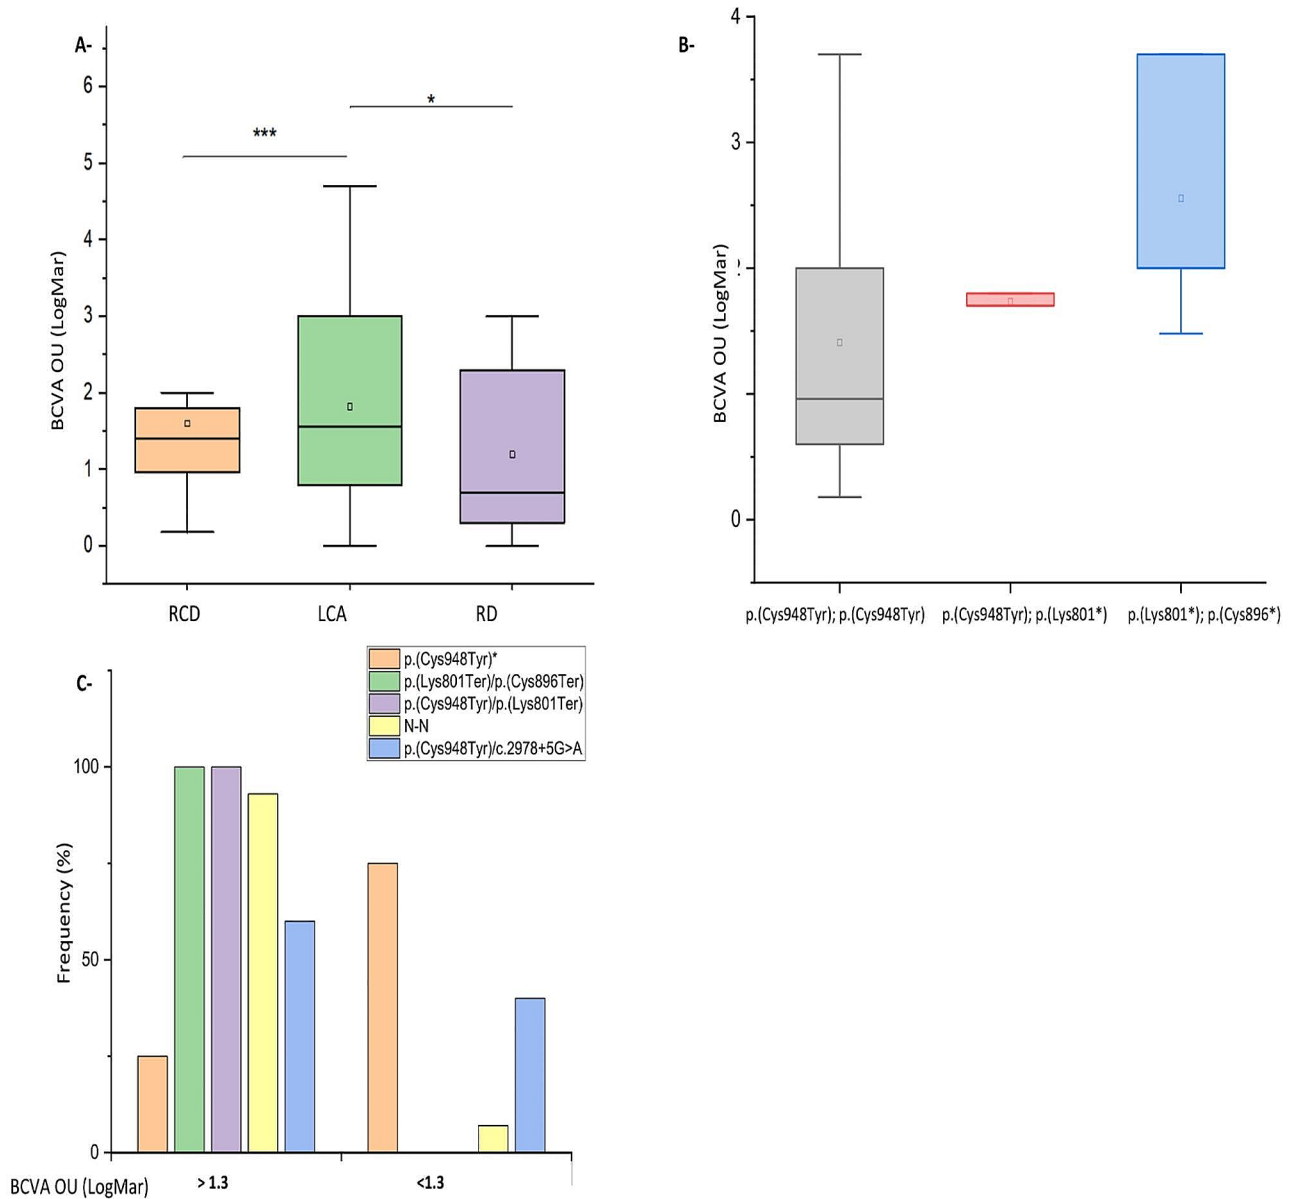 A-
6
5
4
3
2
1
0
BCVA OU (LogMar)
***
*
RCD LCA RD
B-
4
3
0
BCVA OU (LogMar)
p.(Cys948Tyr); p.(Cys948Tyr) p.(Cys948Tyr); p.(Lys801*) p.(Lys801*); p.(Cys896*)
C-
p.(Cys948Tyr)*
p.(Lys801Ter)/p.(Cys896Ter)
p.(Cys948Tyr)/p.(Lys801Ter)
N-N
p.(Cys948Tyr)/c.2978+5G>A
100
50
0
Frequency (%)
BCVA OU (LogMar) > 1.3 <1.3